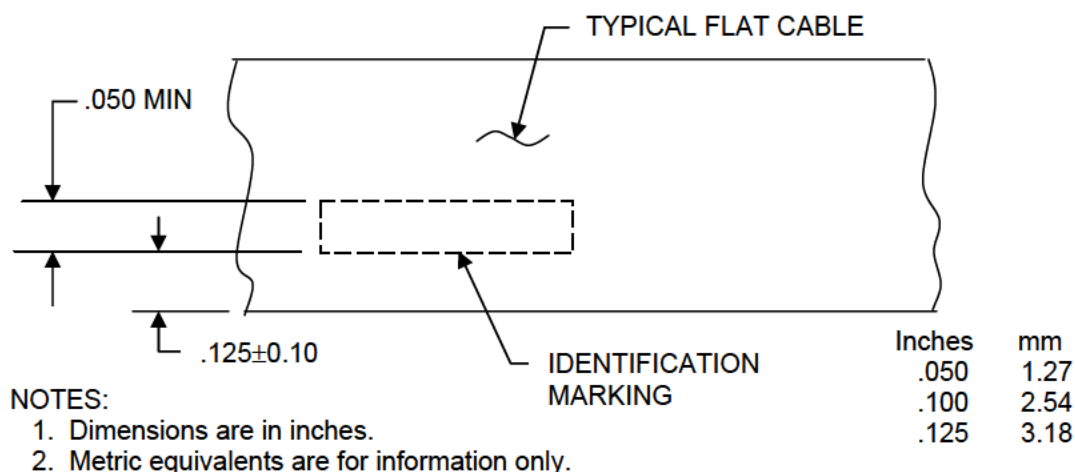 TYPICAL FLAT CABLE
.050 MIN
.125±0.10
IDENTIFICATION
MARKING
Inches mm
.050 1.27
.100 2.54
.125 3.18
NOTES:
1. Dimensions are in inches.
2. Metric equivalents are for information only.